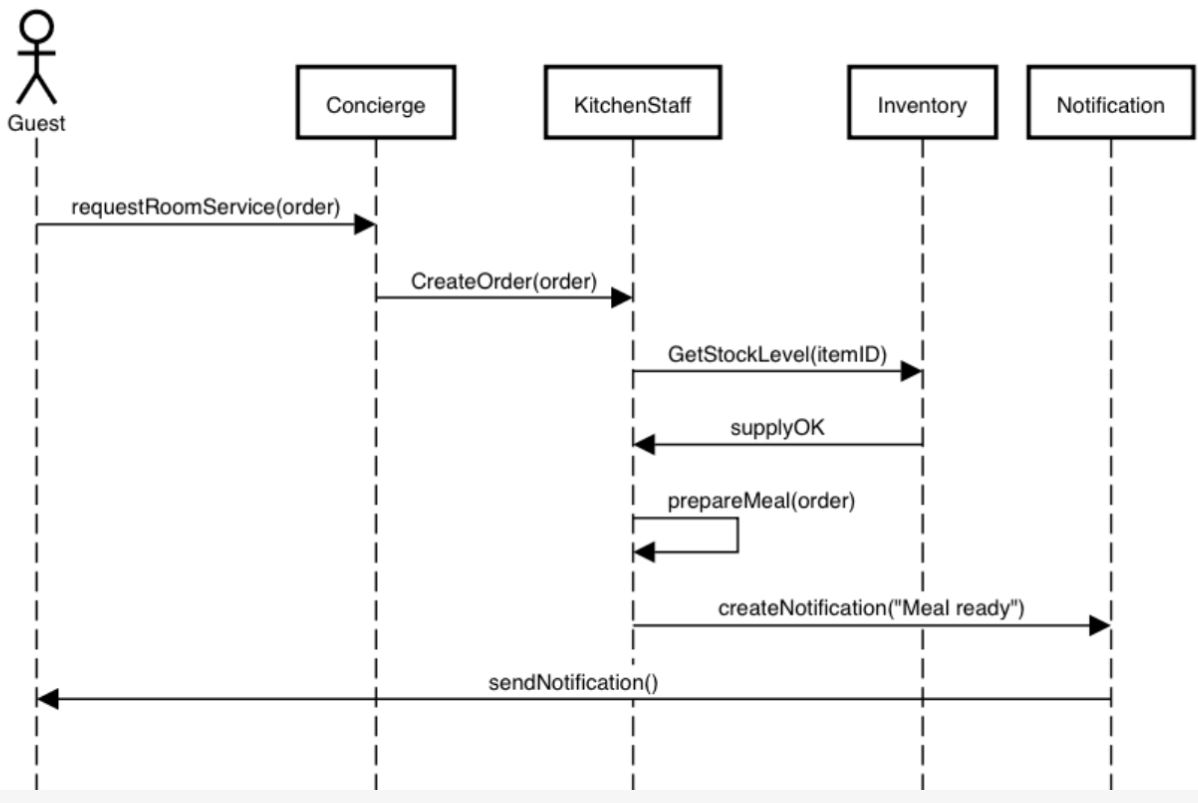 Guest
Concierge
KitchenStaff
Inventory
Notification
requestRoomService(order)
CreateOrder(order)
GetStockLevel(itemID)
supplyOK
prepareMeal(order)
createNotification("Meal ready")
sendNotification()